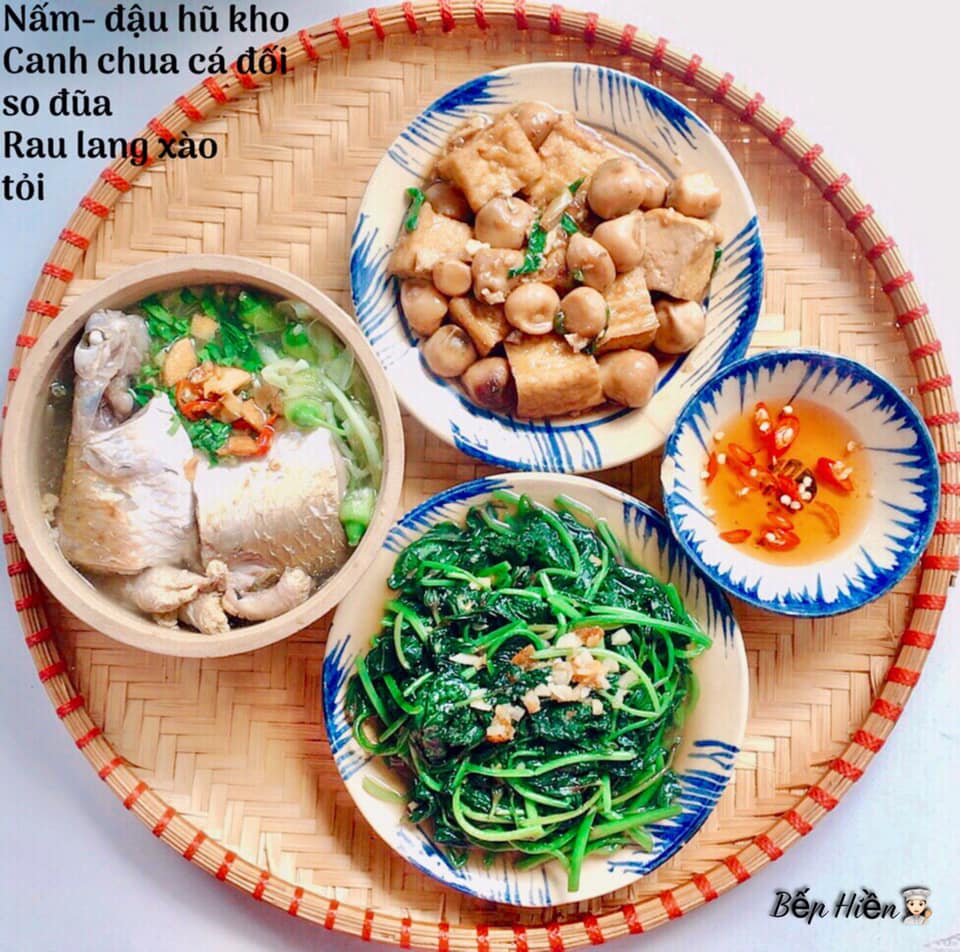 Nấm- đậu hũ kho
Canh chua cá đối
so đũa
Rau lang xào
tỏi
Bếp Hiền